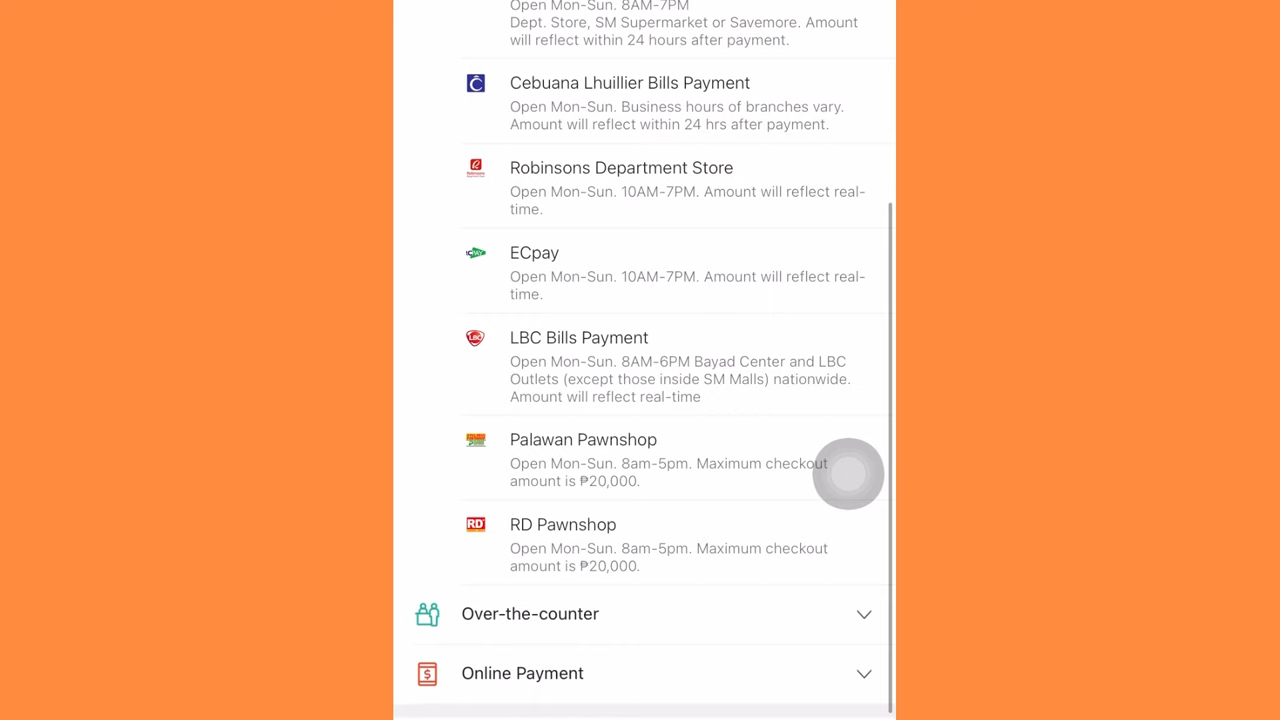 Open Mon-Sun. 8AM-7PM
Dept. Store, SM Supermarket or Savemore. Amount
will reflect within 24 hours after payment.
Cebuana Lhuillier Bills Payment
Open Mon-Sun. Business hours of branches vary.
Amount will reflect within 24 hrs after payment.
Robinsons Department Store
Open Mon-Sun. 10AM-7PM. Amount will reflect real-
time.
ECpay
Open Mon-Sun. 10AM-7PM. Amount will reflect real-
time.
LBC
LBC Bills Payment
Open Mon-Sun. 8AM-6PM Bayad Center and LBC
Outlets (except those inside SM Malls) nationwide.
Amount will reflect real-time
Palawan Pawnshop
Open Mon-Sun. 8am-5pm. Maximum checkout
amount is ₱20,000.
RD
RD Pawnshop
Open Mon-Sun. 8am-5pm. Maximum checkout
amount is ₱20,000.
Over-the-counter
$
Online Payment